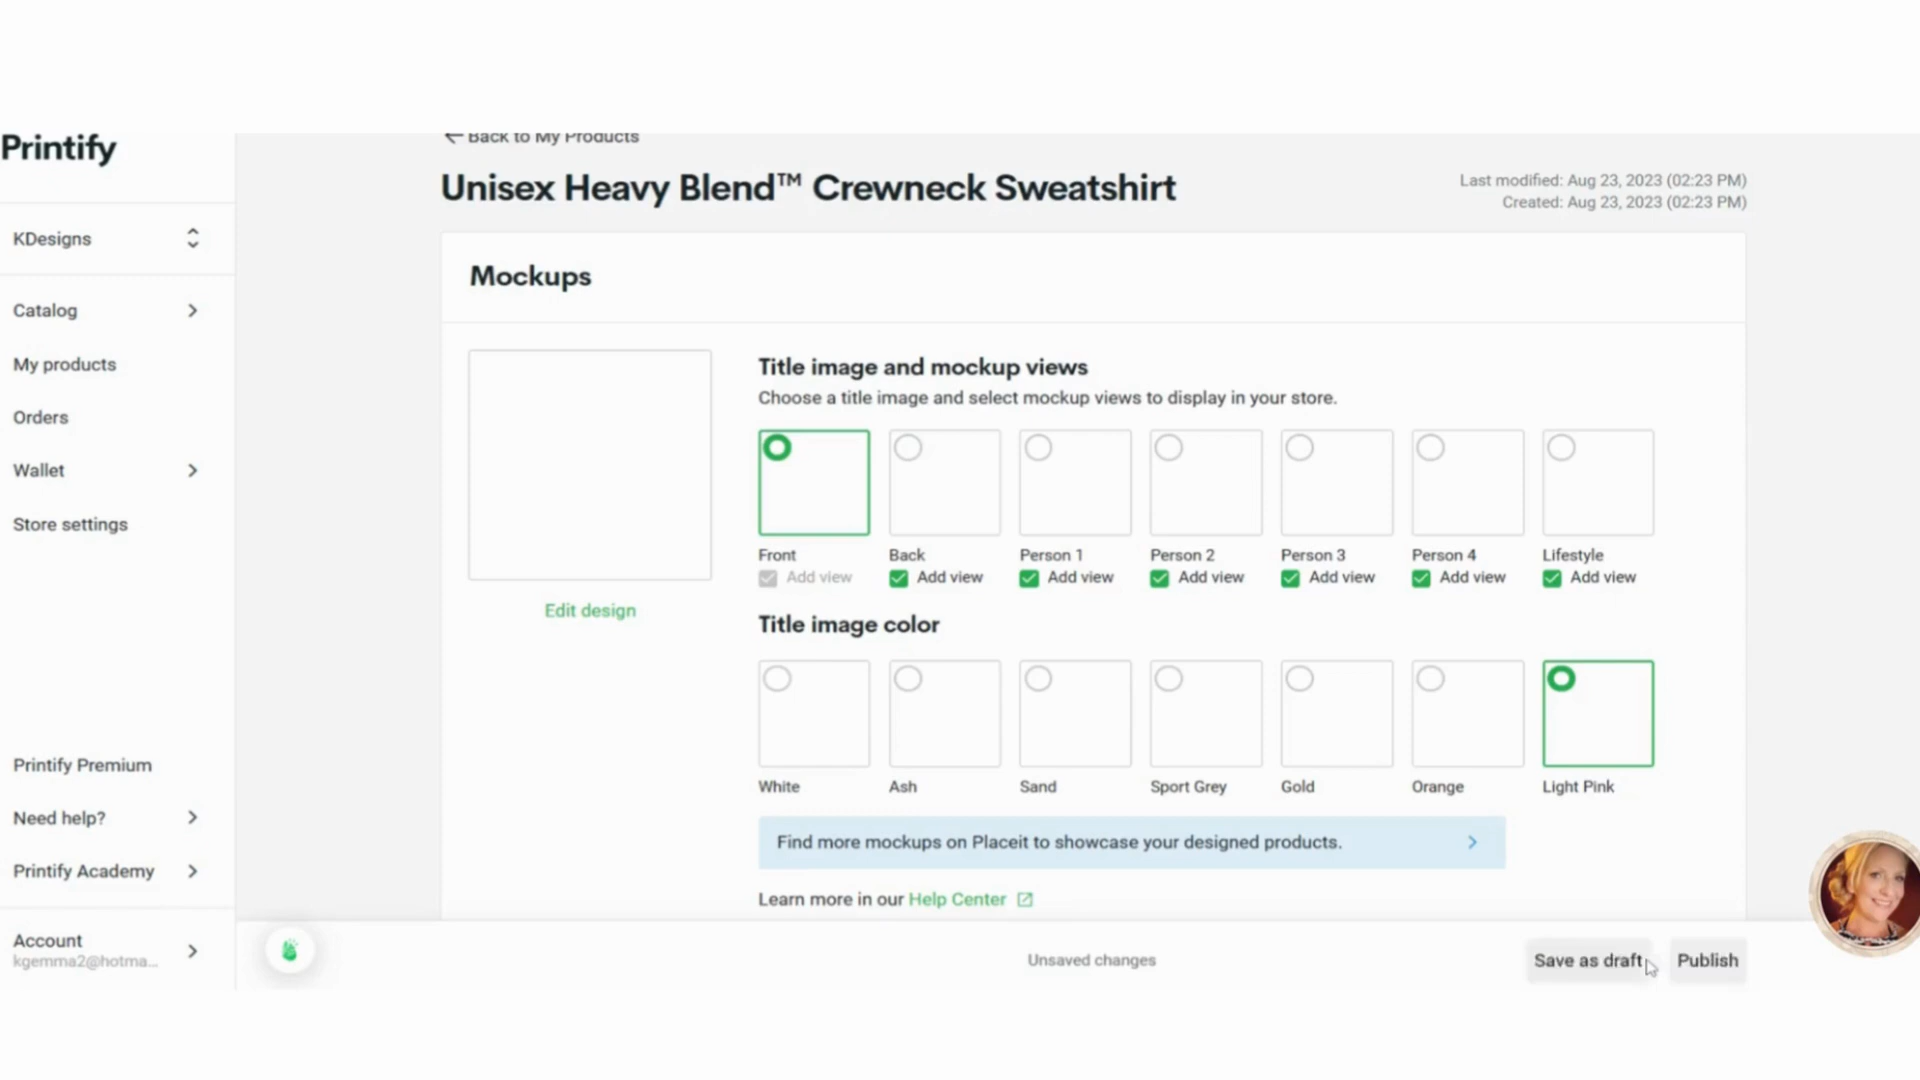 Printify
KDesigns
Catalog
My products
Orders
Wallet
Store settings
Printify Premium
Need help?
Printify Academy
Account
kgemma2@hotma...
Back to My Products
Unisex Heavy Blend™ Crewneck Sweatshirt
Last modified: Aug 23, 2023 (02:23 PM)
Created: Aug 23, 2023 (02:23 PM)
Mockups
Edit design
Title image and mockup views
Choose a title image and select mockup views to display in your store.
Front Back Person 1 Person 2 Person 3 Person 4 Lifestyle
Add view Add view Add view Add view Add view Add view Add view
Title image color
White Ash Sand Sport Grey Gold Orange Light Pink
Find more mockups on Placeit to showcase your designed products.
Learn more in our Help Center
Unsaved changes
Save as draft
Publish